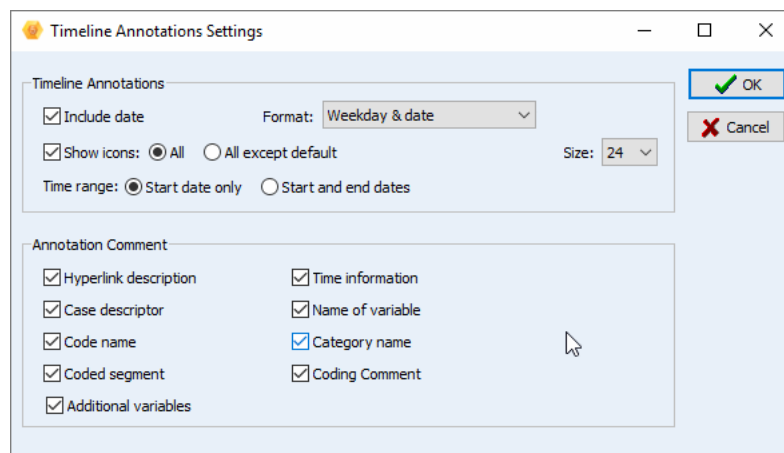 Timeline Annotations Settings
Timeline Annotations
Include date Format: Weekday & date
Show icons: All All except default Size: 24
Time range: Start date only Start and end dates
OK
Cancel
Annotation Comment
Hyperlink description Time information
Case descriptor Name of variable
Code name Category name
Coded segment Coding Comment
Additional variables